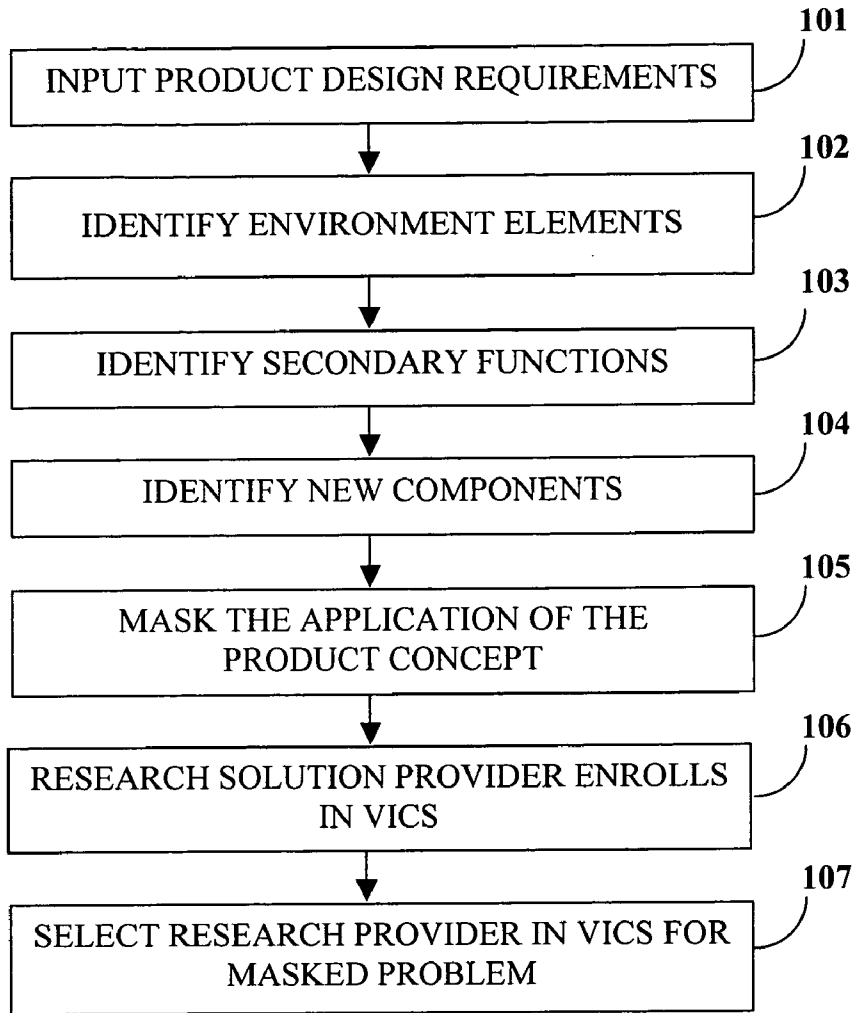 101
INPUT PRODUCT DESIGN REQUIREMENTS
102
IDENTIFY ENVIRONMENT ELEMENTS
103
IDENTIFY SECONDARY FUNCTIONS
104
IDENTIFY NEW COMPONENTS
105
MASK THE APPLICATION OF THE
PRODUCT CONCEPT
106
RESEARCH SOLUTION PROVIDER ENROLLS
IN VICS
107
SELECT RESEARCH PROVIDER IN VICS FOR
MASKED PROBLEM